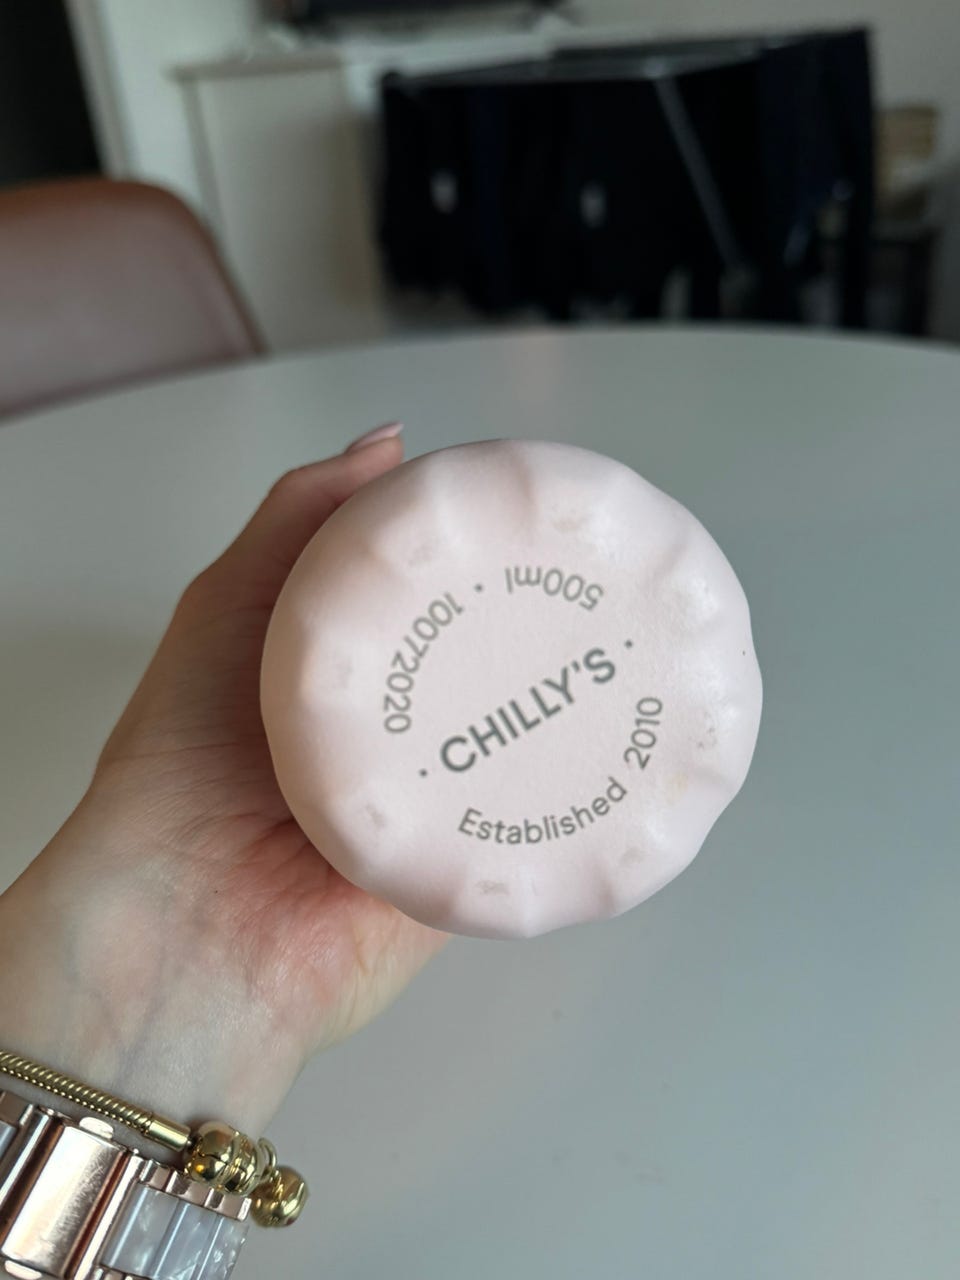 500ml · 10072020
· CHILLY'S ·
Established 2010